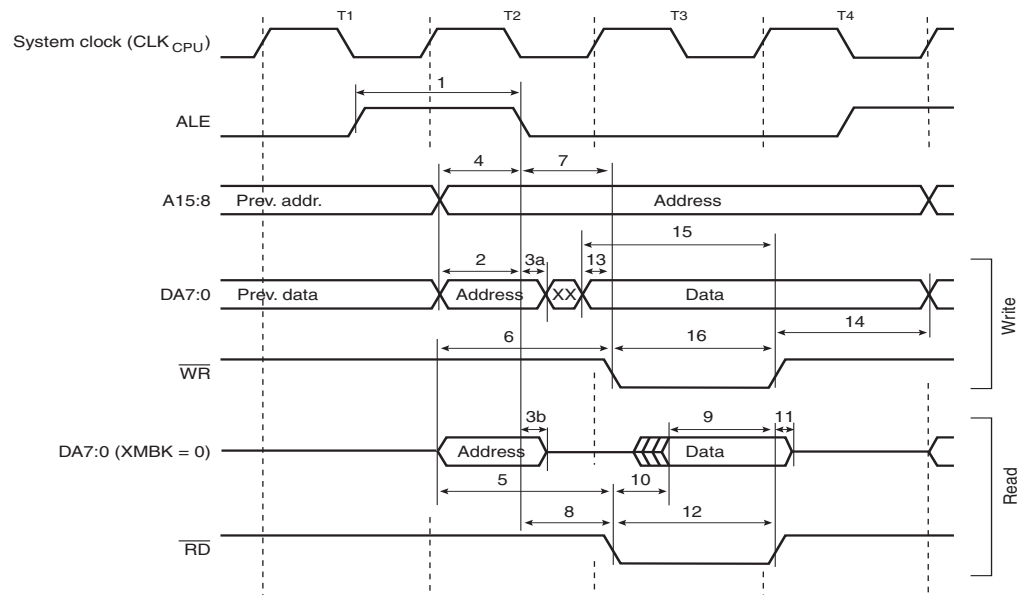 T1 T2 T3 T4
System clock (CLK CPU)
1
ALE
4 7
A15:8 Prev. addr. Address
15
2 3a 13
DA7:0 Prev. data Address XX Data
14
6 16
WR
Write
3b 9 11
DA7:0 (XMBK = 0) Address Data
5 10
8 12
RD
Read